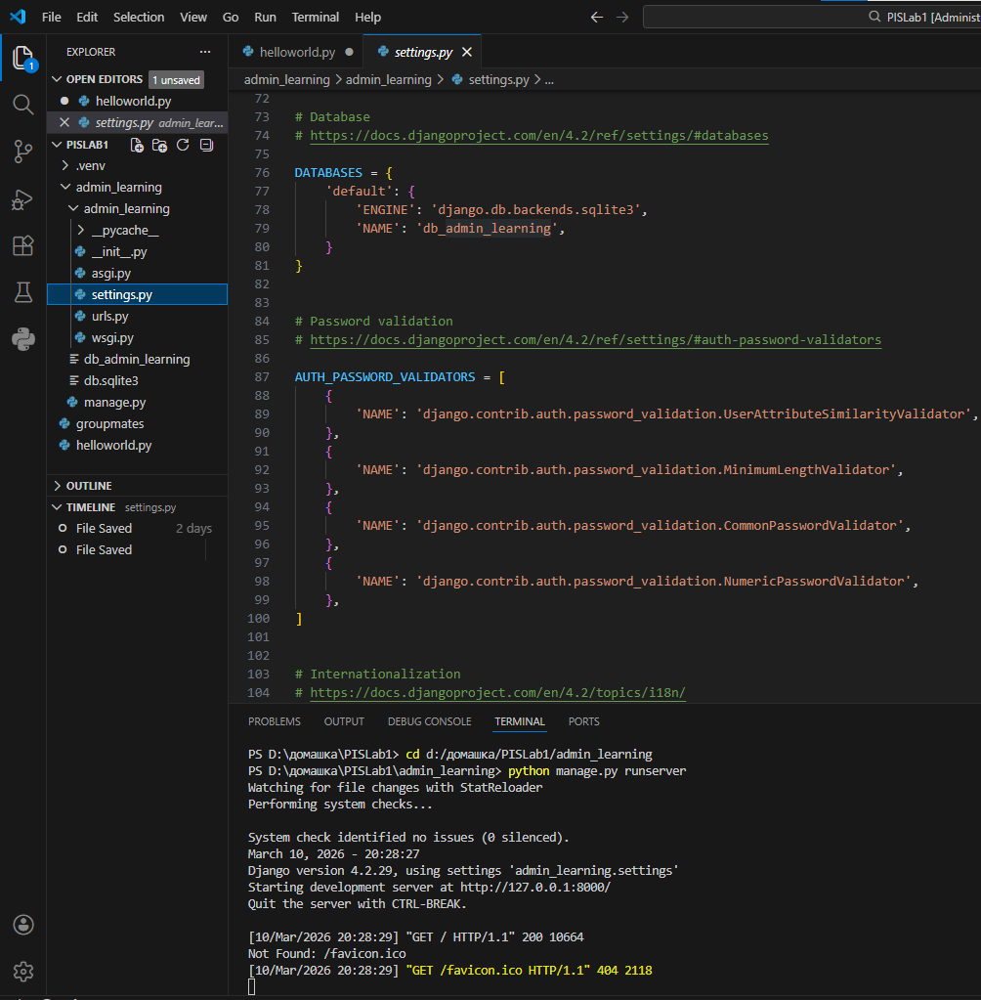 File Edit Selection View Go Run Terminal Help
PISLab1 [Administ
EXPLORER
OPEN EDITORS 1 unsaved
helloworld.py
settings.py admin_lear...
PISLAB1
.venv
admin_learning
admin_learning
__pycache__
__init__.py
asgi.py
settings.py
urls.py
wsgi.py
db_admin_learning
db.sqlite3
manage.py
groupmates
helloworld.py
OUTLINE
TIMELINE settings.py
File Saved 2 days
File Saved
1
helloworld.py
settings.py
admin_learning > admin_learning > settings.py > ...
72
73 # Database
74 # https://docs.djangoproject.com/en/4.2/ref/settings/#databases
75
76 DATABASES = {
77     'default': {
78         'ENGINE': 'django.db.backends.sqlite3',
79         'NAME': 'db_admin_learning',
80     }
81 }
82
83
84 # Password validation
85 # https://docs.djangoproject.com/en/4.2/ref/settings/#auth-password-validators
86
87 AUTH_PASSWORD_VALIDATORS = [
88     {
89         'NAME': 'django.contrib.auth.password_validation.UserAttributeSimilarityValidator',
90     },
91     {
92         'NAME': 'django.contrib.auth.password_validation.MinimumLengthValidator',
93     },
94     {
95         'NAME': 'django.contrib.auth.password_validation.CommonPasswordValidator',
96     },
97     {
98         'NAME': 'django.contrib.auth.password_validation.NumericPasswordValidator',
99     },
100 ]
101
102
103 # Internationalization
104 # https://docs.djangoproject.com/en/4.2/topics/i18n/
PROBLEMS OUTPUT DEBUG CONSOLE TERMINAL PORTS
PS D:\домашка\PISLab1> cd d:/домашка/PISLab1/admin_learning
PS D:\домашка\PISLab1\admin_learning> python manage.py runserver
Watching for file changes with StatReloader
Performing system checks...
System check identified no issues (0 silenced).
March 10, 2026 - 20:28:27
Django version 4.2.29, using settings 'admin_learning.settings'
Starting development server at http://127.0.0.1:8000/
Quit the server with CTRL-BREAK.
[10/Mar/2026 20:28:29] "GET / HTTP/1.1" 200 10664
Not Found: /favicon.ico
[10/Mar/2026 20:28:29] "GET /favicon.ico HTTP/1.1" 404 2118